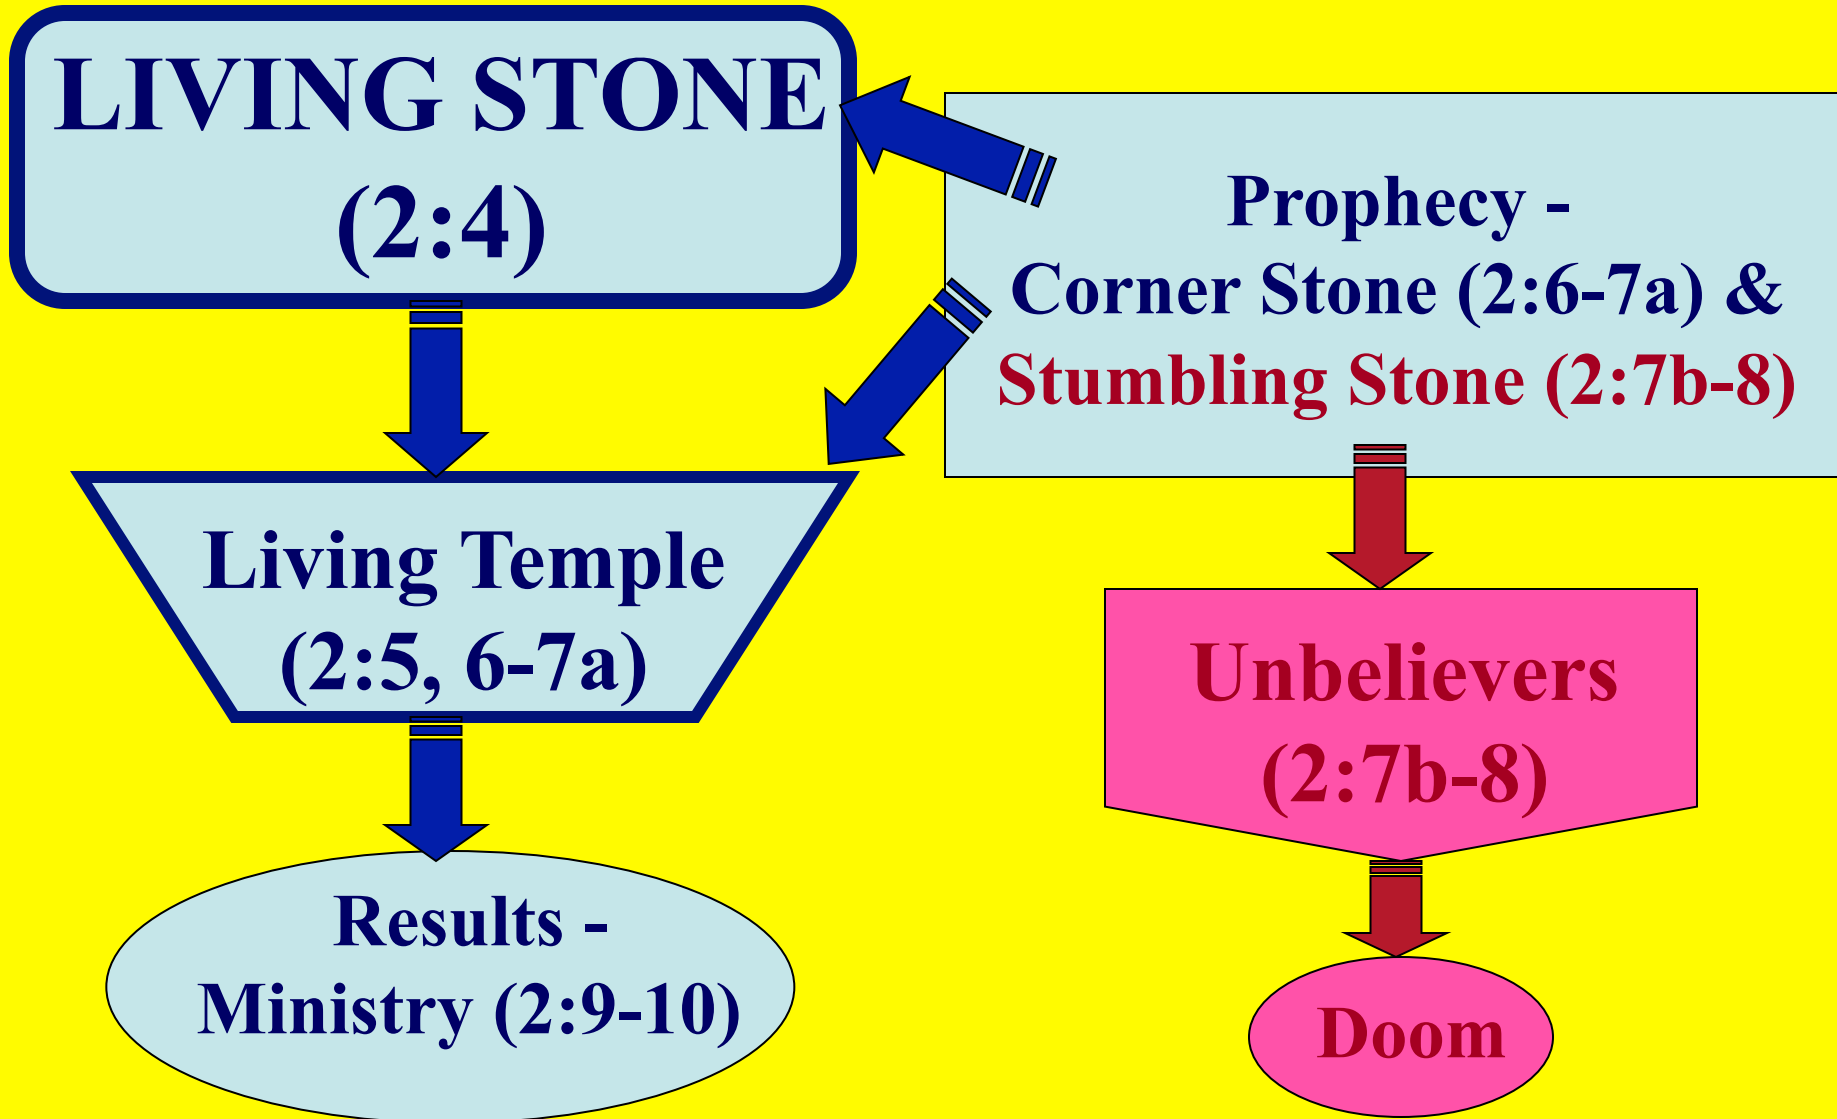 LIVING STONE
(2:4)
Prophecy -
Corner Stone (2:6-7a) &
Stumbling Stone (2:7b-8)
Living Temple
(2:5, 6-7a)
Unbelievers
(2:7b-8)
Results -
Ministry (2:9-10)
Doom